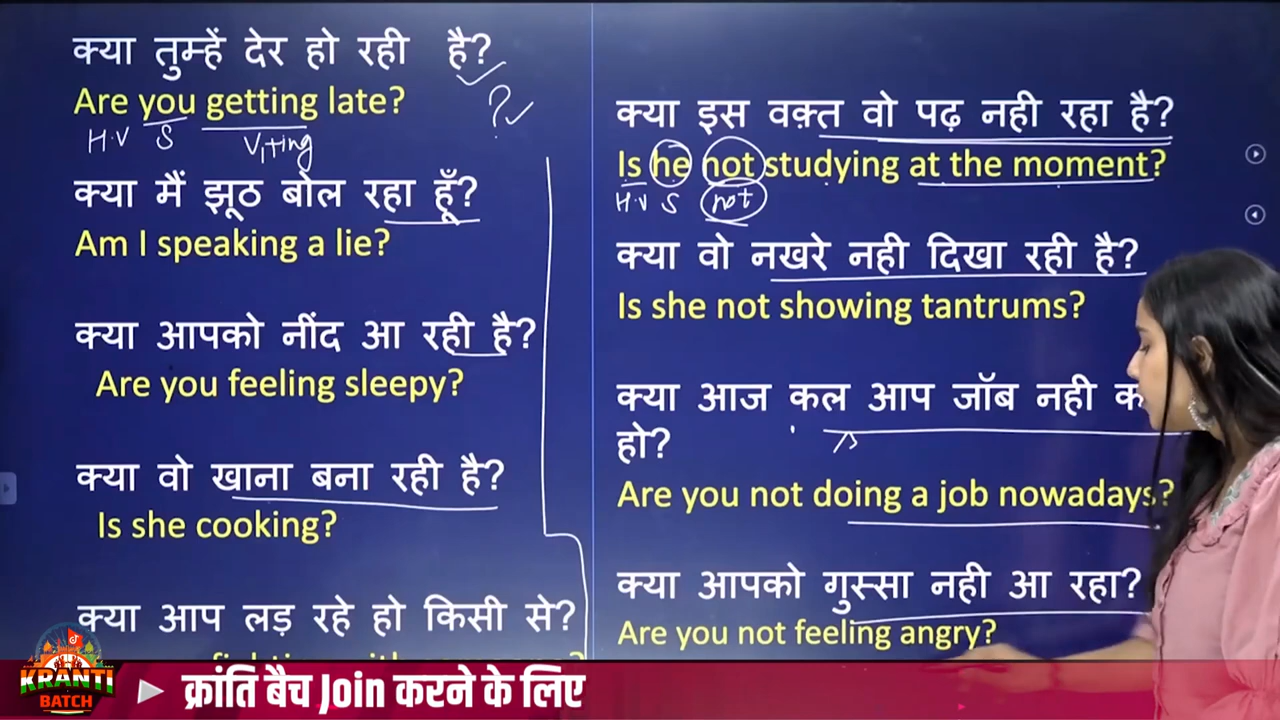 क्या तुम्हें देर हो रही है?
Are you getting late?
H.V S V₁+ing
?
क्या मैं झूठ बोल रहा हूँ?
Am I speaking a lie?
क्या आपको नींद आ रही है?
Are you feeling sleepy?
क्या वो खाना बना रही है?
Is she cooking?
क्या आप लड़ रहे हो किसी से?
क्या इस वक़्त वो पढ़ नही रहा है?
Is he not studying at the moment?
H.V S not
क्या वो नखरे नही दिखा रही है?
Is she not showing tantrums?
क्या आज कल आप जॉब नही
हो?
Are you not doing a job nowadays?
क्या आपको गुस्सा नही आ रहा?
Are you not feeling angry?
KRANTI
BATCH
क्रांति बैच Join करने के लिए